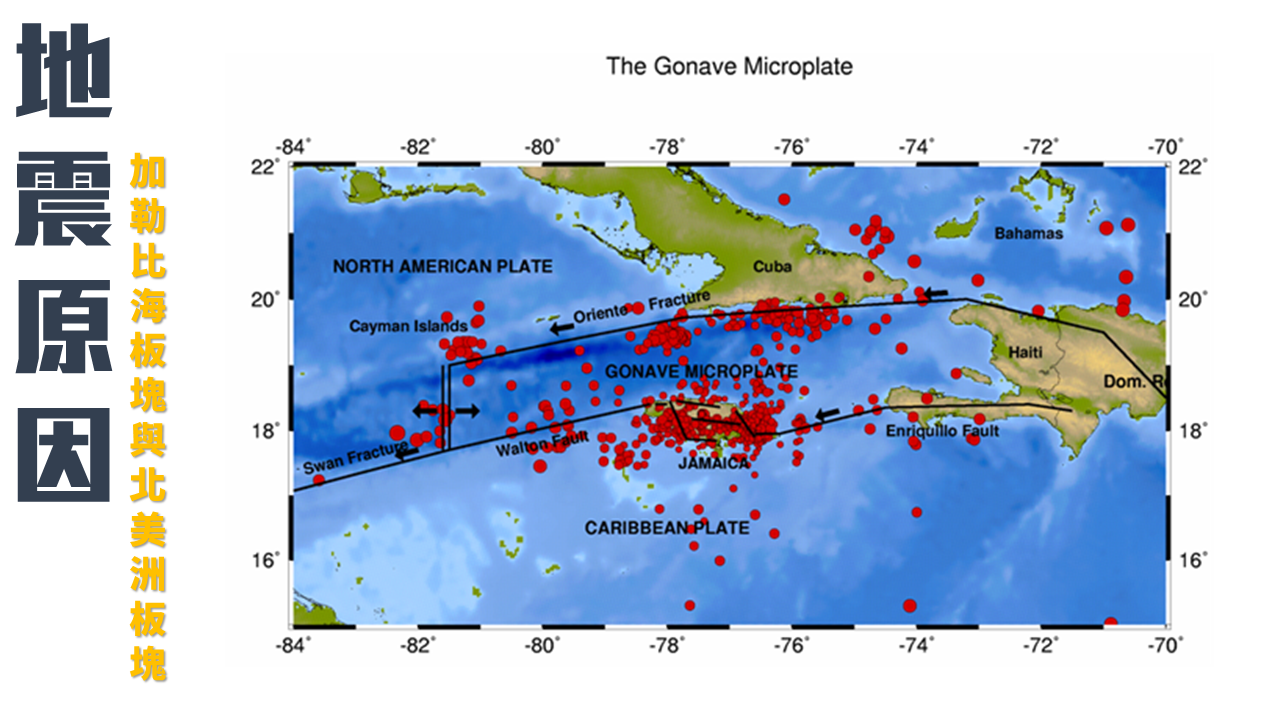 地震原因
加勒比海板塊與北美洲板塊
The Gonave Microplate
-84° -82° -80° -78° -76° -74° -72° -70°
22° 22°
Bahamas
NORTH AMERICAN PLATE
Cuba
20° 20°
Oriente Fracture
Cayman Islands
Haiti
GONAVE MICROPLATE
Dom. R
18° 18°
Enriquillo Fault
Walton Fault
Swan Fracture
JAMAICA
CARIBBEAN PLATE
16° 16°
-84° -82° -80° -78° -76° -74° -72° -70°